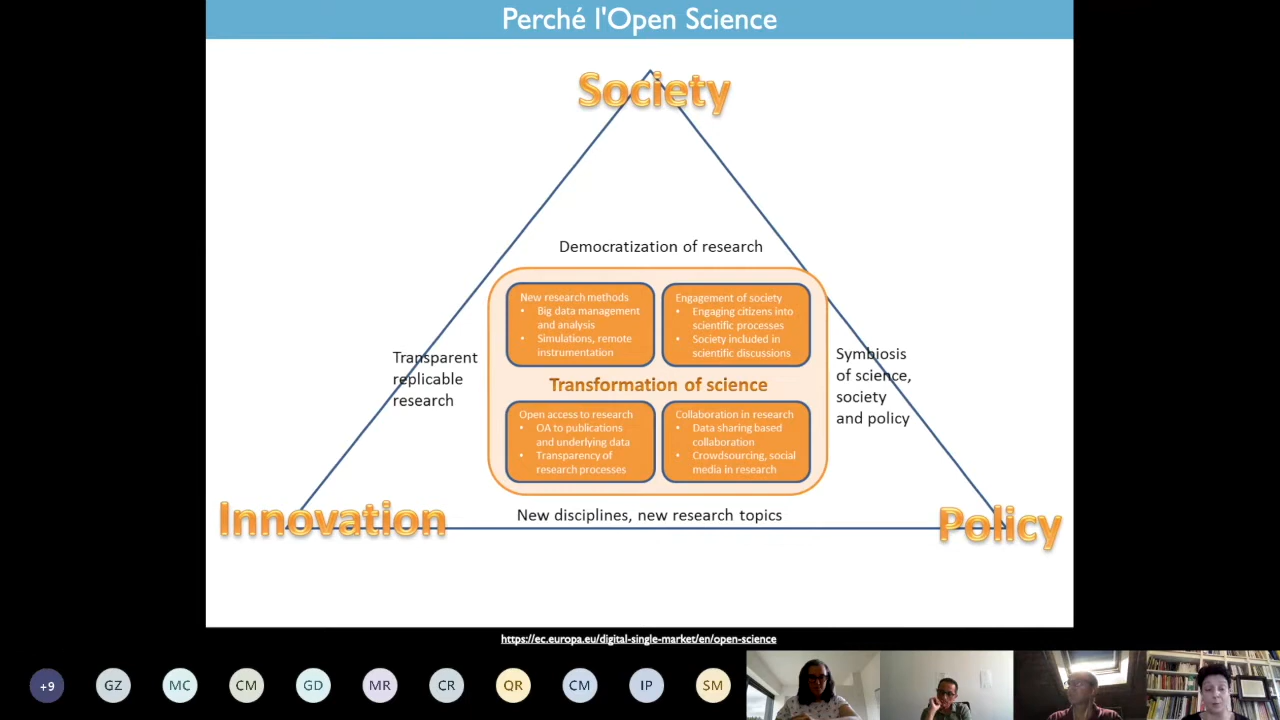 Perché l'Open Science
Society
Democratization of research
New research methods
• Big data management
and analysis
• Simulations, remote
instrumentation
Engagement of society
• Engaging citizens into
scientific processes
• Society included in
scientific discussions
Transparent
replicable
research
Transformation of science
Symbiosis
of science,
society
and policy
Open access to research
• OA to publications
and underlying data
• Transparency of
research processes
Collaboration in research
• Data sharing based
collaboration
• Crowdsourcing, social
media in research
Innovation
New disciplines, new research topics
Policy
https://ec.europa.eu/digital-single-market/en/open-science
+9
GZ
MC
CM
GD
MR
CR
QR
CM
IP
SM